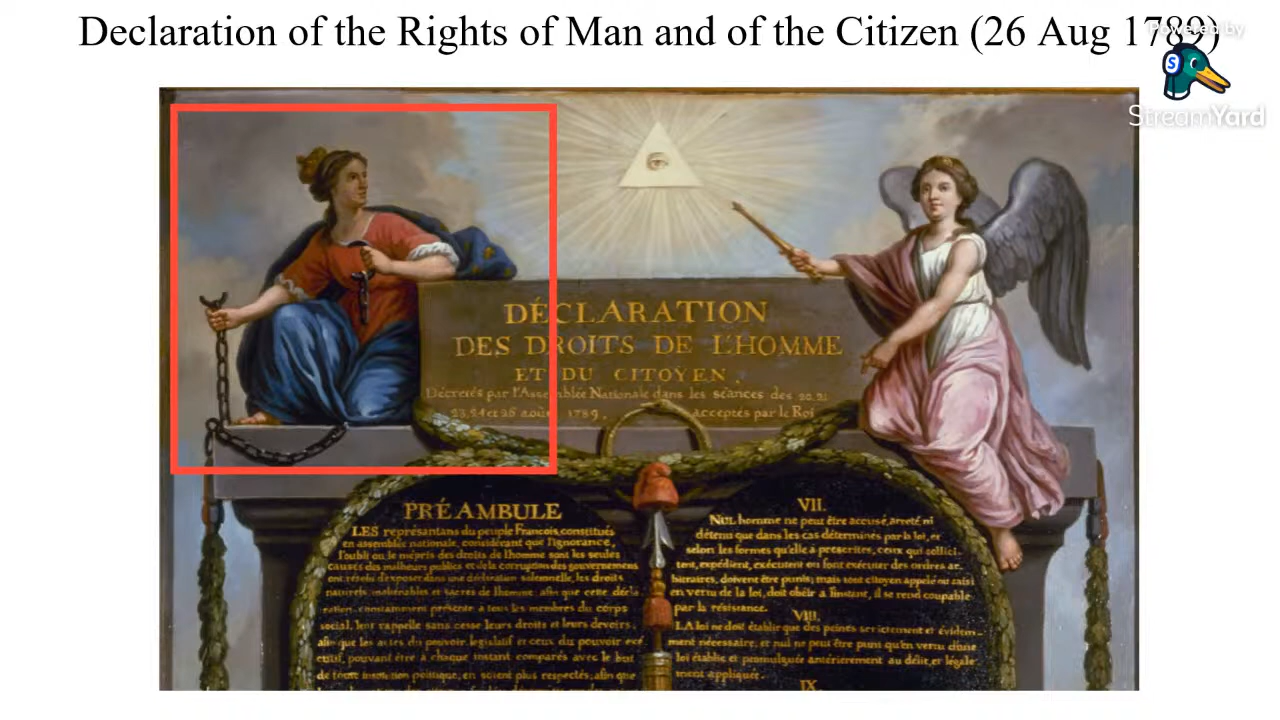 Declaration of the Rights of Man and of the Citizen (26 Aug 1789)
Powered by
S
StreamYard
DÉCLARATION
DES DROITS DE L'HOMME
ET DU CITOYEN,
Décretés par l'Assemblée Nationale dans les séances des 20. 21
23, 24 et 26 août 1789, acceptés par le Roi
PRÉAMBULE
LES représantans du peuple François, constitués
en assemblée nationale, considérant que l'ignorance,
l'oubli ou le mépris des droits de l'homme sont les seules
causes des malheurs publics et de la corruption des gouvernemens
ont résolu d'exposer dans une déclaration solemnelle, les droits
naturels, inaliénables et sacrés de l'homme; afin que cette décla
ration, constamment présente à tous les membres du corps
social, leur rappelle sans cesse leurs droits et leurs devoirs,
afin que les actes du pouvoir legislatif et ceux du pouvoir exé
cutif, pouvant être à chaque instant comparés avec le but
de toute institution politique, en soient plus respectés; afin que
VII.
NUL homme ne peut être accusé, arreté, ni
détenu que dans les cas déterminés par la loi, et
selon les formes qu'elle à prescrites, ceux qui sollici-
tent, expédient, exécutent ou font exécuter des ordres ar-
bitraires, doivent être punis; mais tout citoyen appelé ou saisi
en vertu de la loi, doit obéir à l'instant, il se rend coupable
par la résistance.
VIII.
LA loi ne doit établir que des peines strictement et évidem-
ment nécessaire, et nul ne peut être puni qu'en vertu d'une
loi établie et promulguée antérierement au délit, et légale-
ment appliquée.
IX.